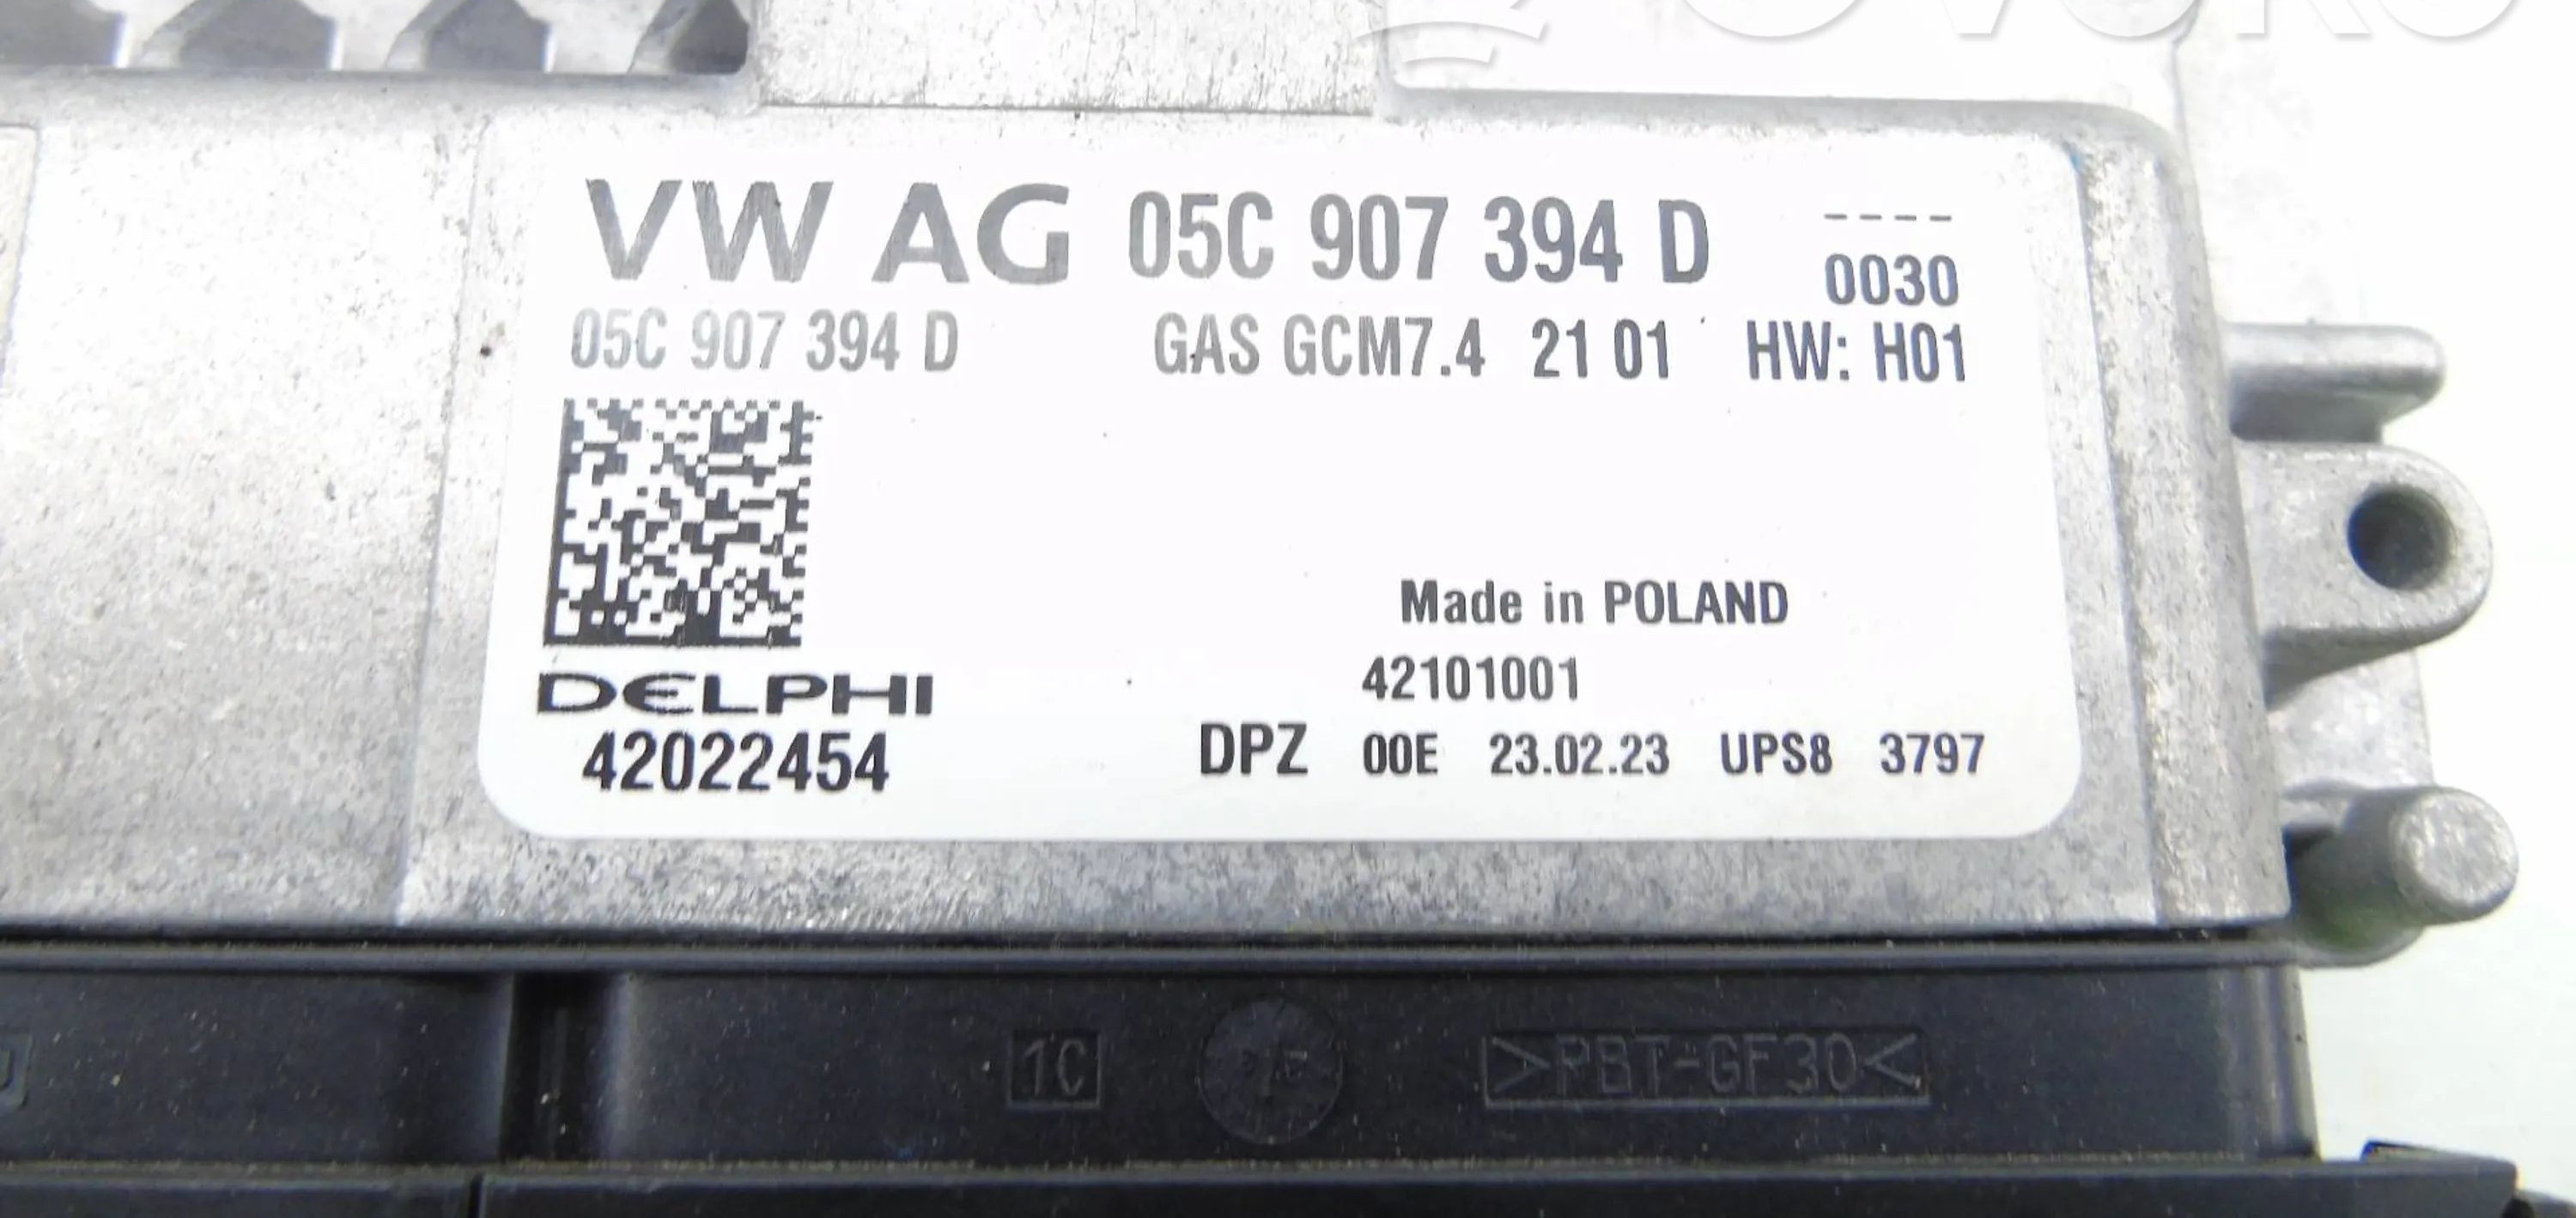 VW AG 05C 907 394 D ----
0030
05C 907 394 D GAS GCM7.4 21 01 HW: H01
Made in POLAND
DELPHI 42101001
42022454 DPZ 00E 23.02.23 UPS8 3797
1C >PBT-GF30<